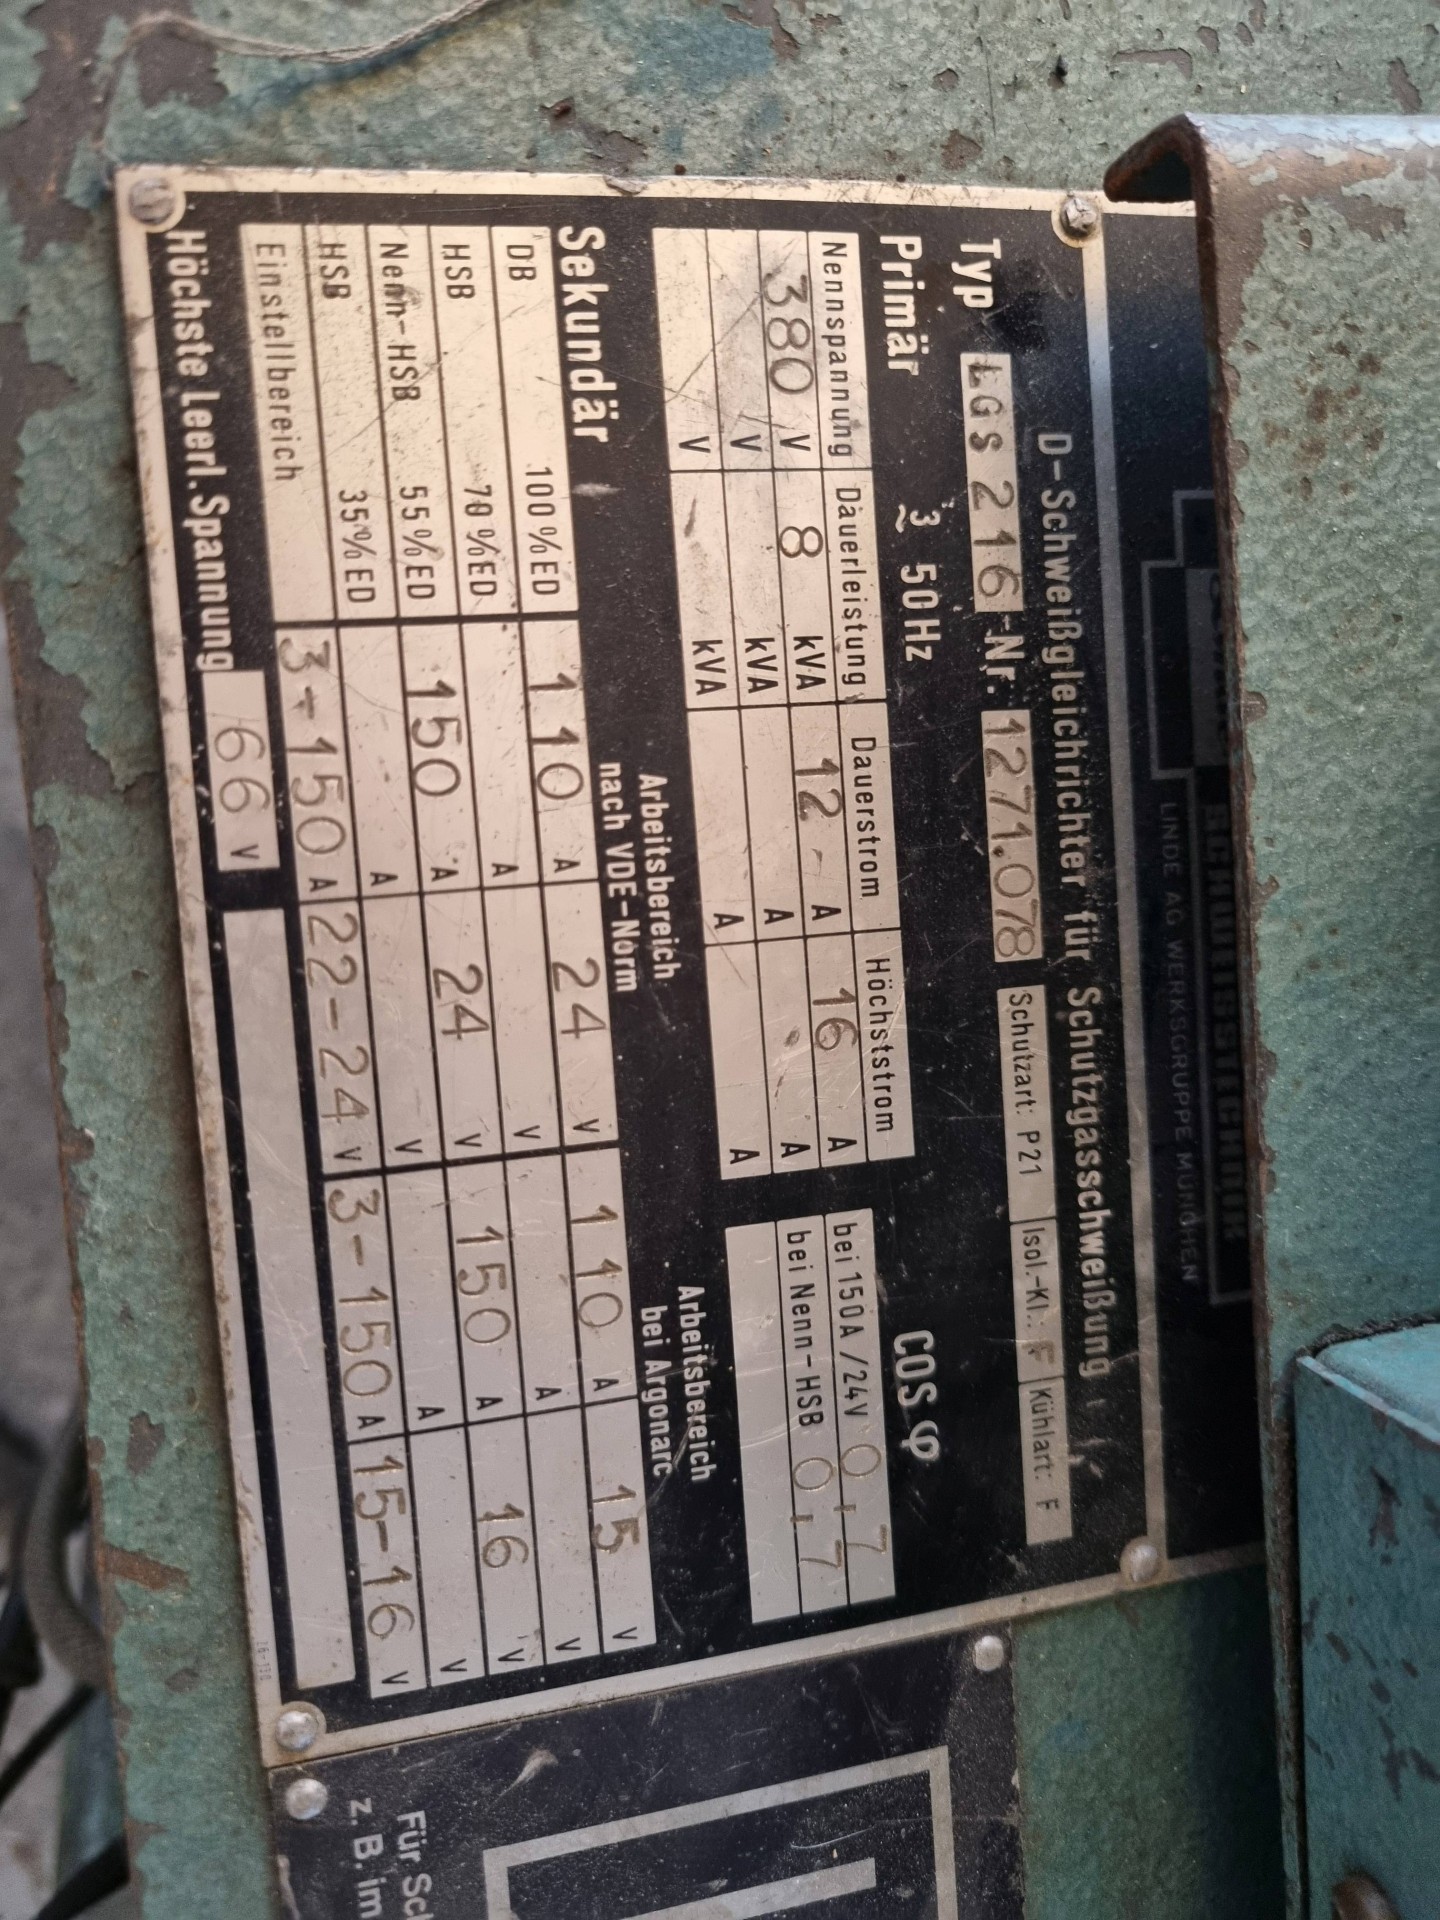 SCHWEISSTECHNIK
LINDE AG WERKSGRUPPE MÜNCHEN
D-Schweißgleichrichter für Schutzgasschweißung
Typ LGS 216 -Nr. 1271.078 Schutzart: P21 Isol.-Kl.: F Kühlart: F
Primär 3~ 50Hz COS φ
Nennspannung Dauerleistung Dauerstrom Höchststrom bei 150A/24V 0,7
380 V 8 kVA 12 A 16 A bei Nenn-HSB 0,7
V kVA A A
V kVA A A
Arbeitsbereich Arbeitsbereich
Sekundär nach VDE-Norm bei Argonarc
DB 100%ED 110 A 24 V 110 A 15 V
HSB 70%ED A V A V
Nenn-HSB 55%ED 150 A 24 V 150 A 16 V
HSB 35%ED A V A V
Einstellbereich 3-150 A 22-24 V 3-150 A 15-16 V
Höchste Leerl.Spannung 66 V
Für Sc
z. B. im